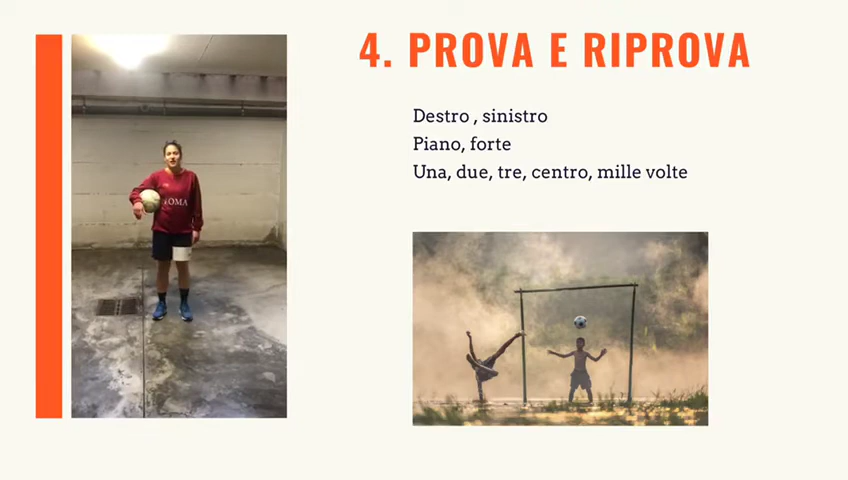 4. PROVA E RIPROVA
Destro , sinistro
Piano, forte
Una, due, tre, centro, mille volte
ROMA